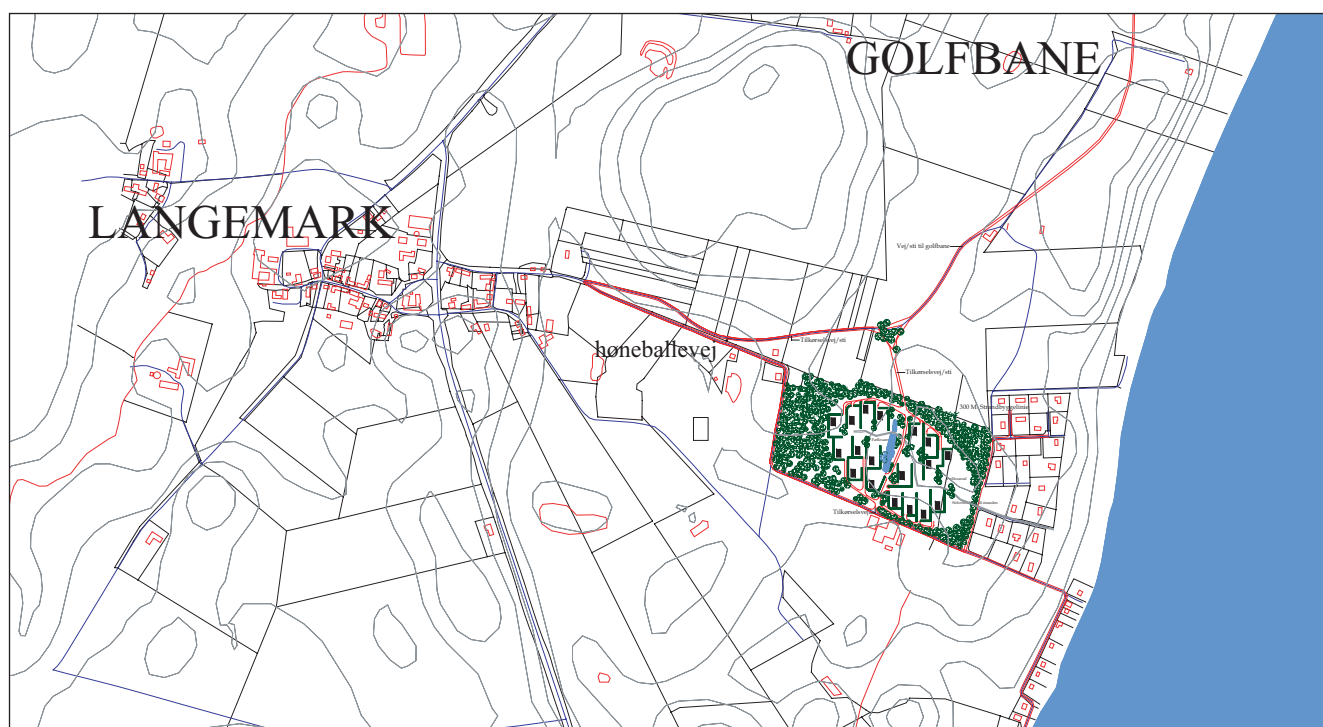 GOLFBANE
LANGEMARK
Vej/sti til golfbane
Tilkørselsvej/sti
høneballevej
Tilkørselsvej/sti
300 M. Strandbyggelinie
Tilkørselsvej